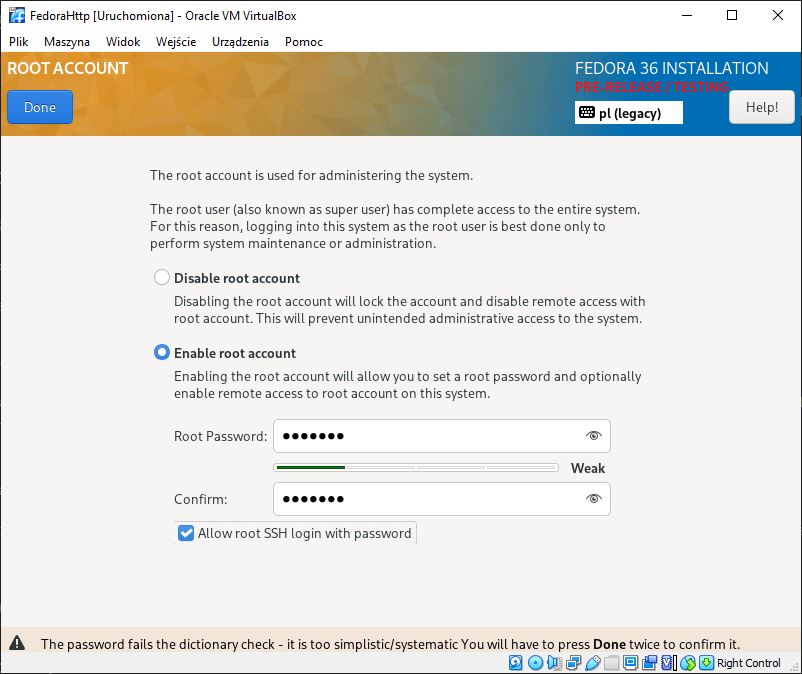 FedoraHttp [Uruchomiona] - Oracle VM VirtualBox
Plik Maszyna Widok Wejście Urządzenia Pomoc
ROOT ACCOUNT
FEDORA 36 INSTALLATION
PRE-RELEASE / TESTING
Done
pl (legacy)
Help!
The root account is used for administering the system.
The root user (also known as super user) has complete access to the entire system.
For this reason, logging into this system as the root user is best done only to
perform system maintenance or administration.
Disable root account
Disabling the root account will lock the account and disable remote access with
root account. This will prevent unintended administrative access to the system.
Enable root account
Enabling the root account will allow you to set a root password and optionally
enable remote access to root account on this system.
Root Password: ●●●●●●●
Weak
Confirm: ●●●●●●●
Allow root SSH login with password
The password fails the dictionary check - it is too simplistic/systematic You will have to press Done twice to confirm it.
Right Control